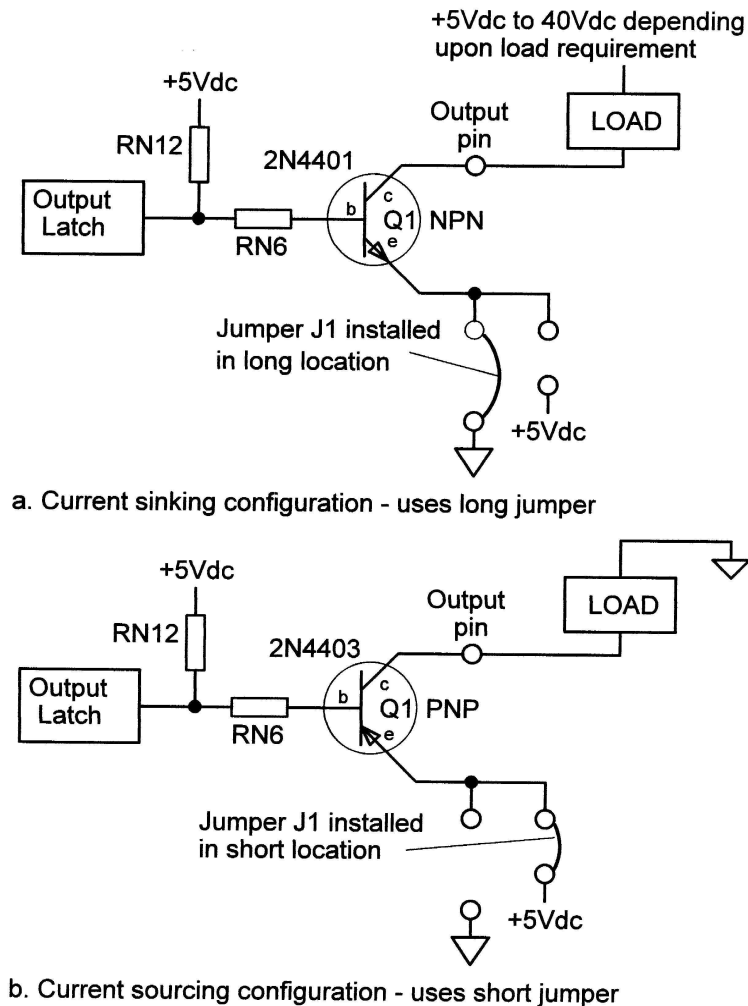 +5Vdc to 40Vdc depending
upon load requirement
+5Vdc
LOAD
Output
pin
RN12
2N4401
Output
Latch
b
c
Q1 NPN
e
RN6
Jumper J1 installed
in long location
+5Vdc
a. Current sinking configuration - uses long jumper
+5Vdc
LOAD
Output
pin
RN12
2N4403
Output
Latch
b
c
Q1 PNP
e
RN6
Jumper J1 installed
in short location
+5Vdc
b. Current sourcing configuration - uses short jumper